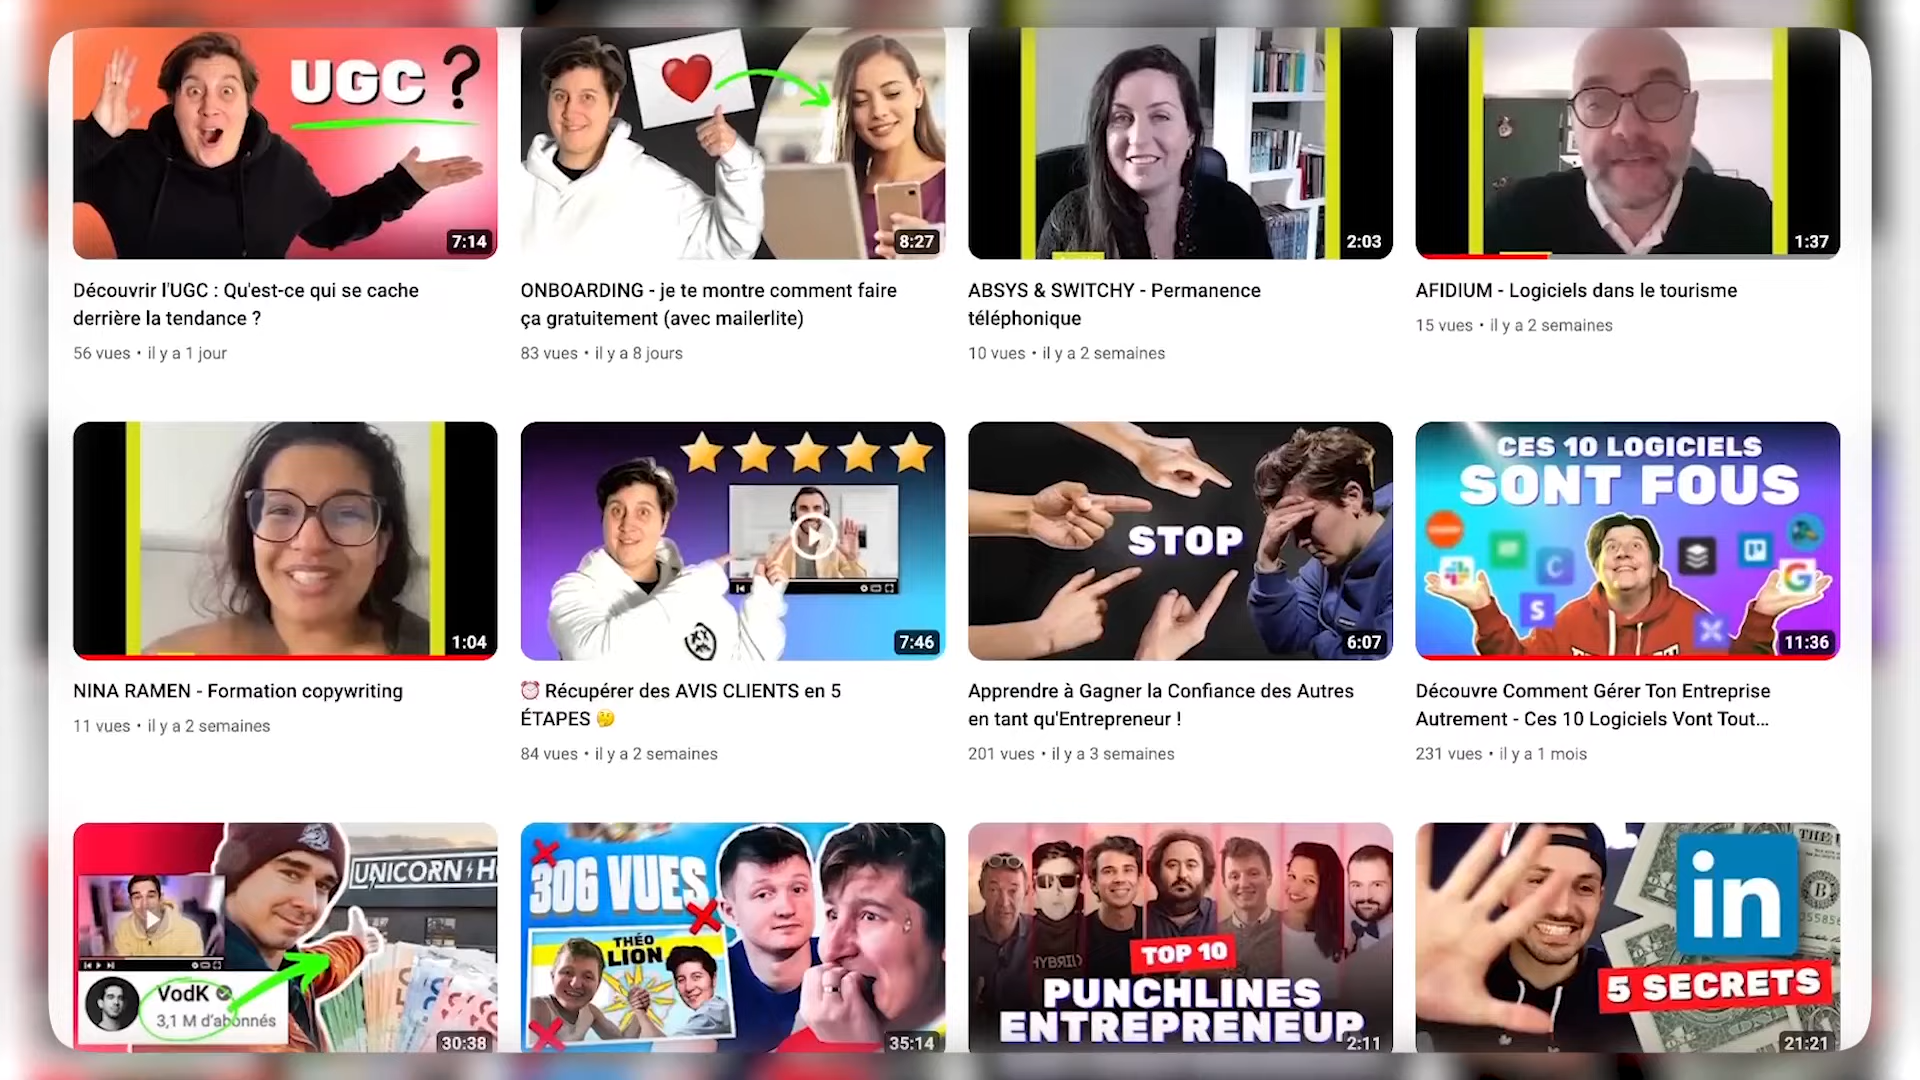 UGC ?
7:14
8:27
2:03
1:37
Découvrir l'UGC : Qu'est-ce qui se cache
derrière la tendance ?
56 vues • il y a 1 jour
ONBOARDING - je te montre comment faire
ça gratuitement (avec mailerlite)
83 vues • il y a 8 jours
ABSYS & SWITCHY - Permanence
téléphonique
10 vues • il y a 2 semaines
AFIDIUM - Logiciels dans le tourisme
15 vues • il y a 2 semaines
1:04
7:46
STOP
6:07
CES 10 LOGICIELS
SONT FOUS
11:36
NINA RAMEN - Formation copywriting
11 vues • il y a 2 semaines
⏰ Récupérer des AVIS CLIENTS en 5
ÉTAPES 🤔
84 vues • il y a 2 semaines
Apprendre à Gagner la Confiance des Autres
en tant qu'Entrepreneur !
201 vues • il y a 3 semaines
Découvre Comment Gérer Ton Entreprise
Autrement - Ces 10 Logiciels Vont Tout...
231 vues • il y a 1 mois
UNICORN
VodK
3,1 M d'abonnés
30:38
306 VUES
THÉO
LION
35:14
TOP 10
PUNCHLINES
ENTREPRENEUR
2:11
in
5 SECRETS
21:21